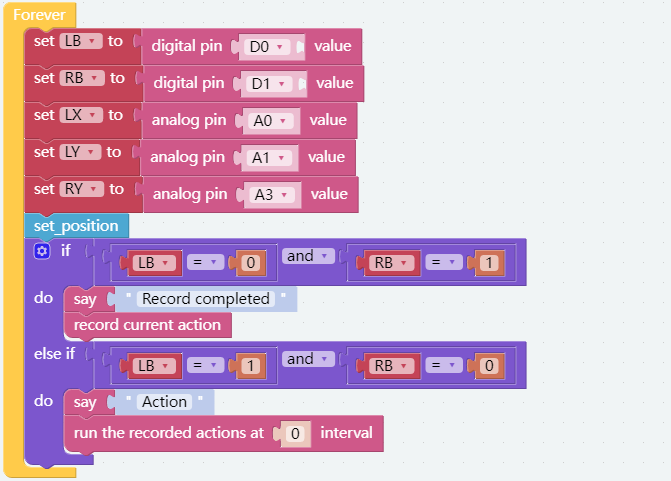 Forever
set LB to digital pin D0 value
set RB to digital pin D1 value
set LX to analog pin A0 value
set LY to analog pin A1 value
set RY to analog pin A3 value
set_position
if LB = 0 and RB = 1
do say " Record completed "
record current action
else if LB = 1 and RB = 0
do say " Action "
run the recorded actions at 0 interval